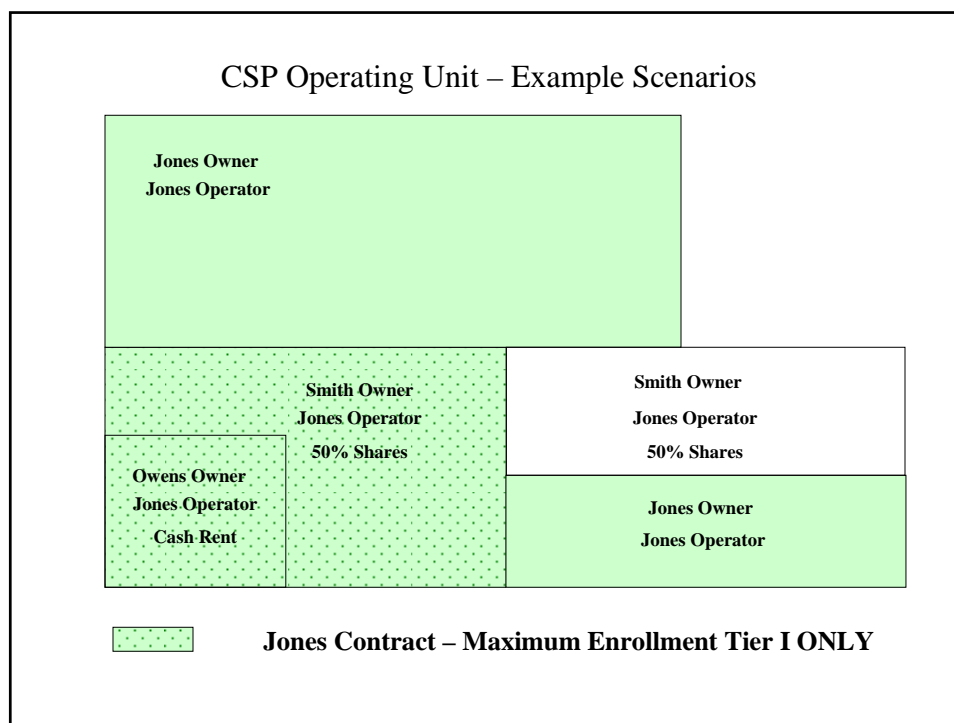 CSP Operating Unit – Example Scenarios
Jones Owner
Jones Operator
Smith Owner
Jones Operator
50% Shares
Smith Owner
Jones Operator
50% Shares
Owens Owner
Jones Operator
Cash Rent
Jones Owner
Jones Operator
Jones Contract – Maximum Enrollment Tier I ONLY